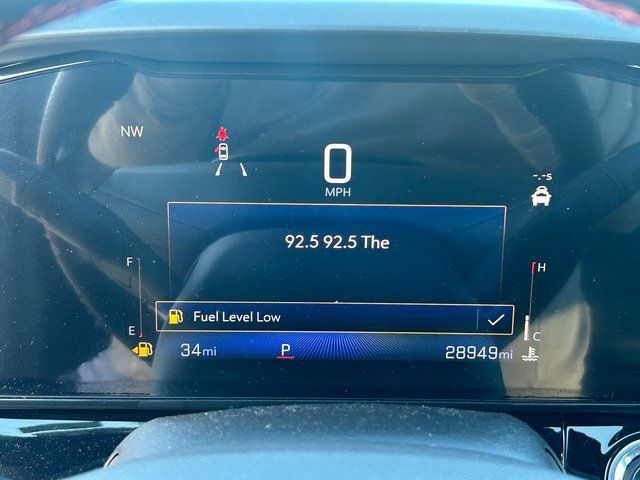 NW
0
MPH
-.-s
92.5 92.5 The
F
H
Fuel Level Low
E
C
34mi
P
28949mi